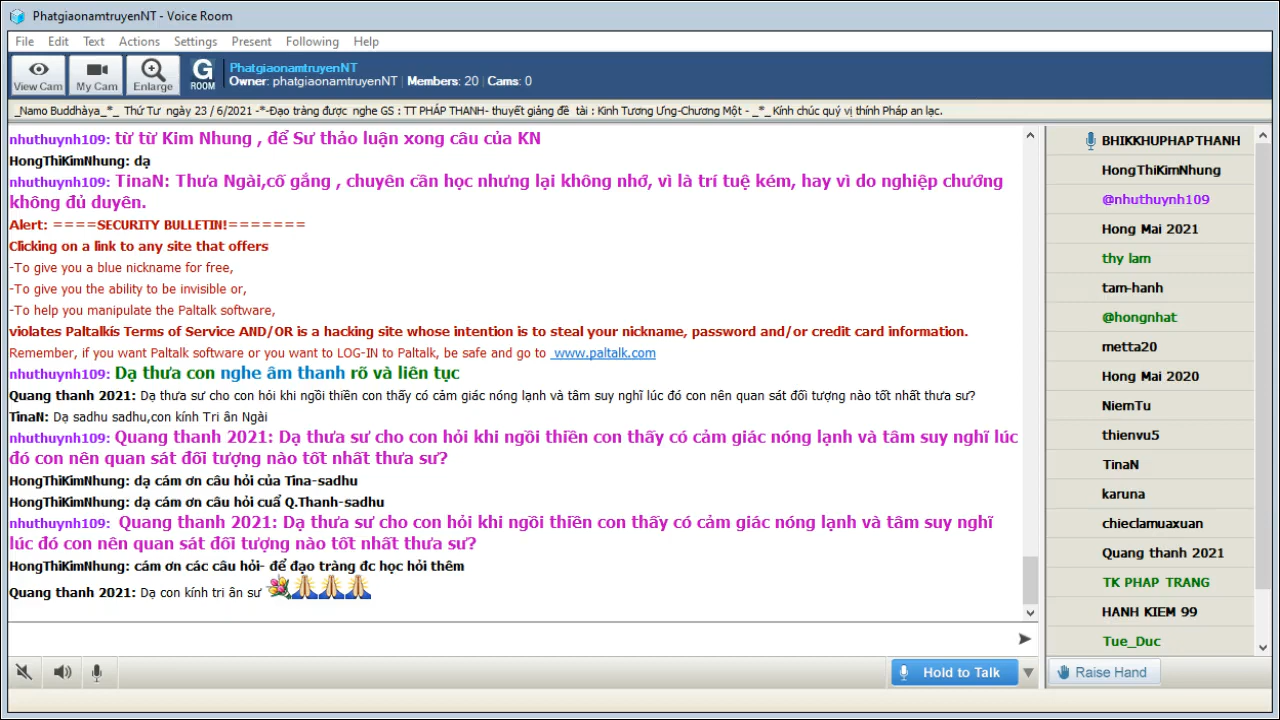 PhatgiaonamtruyenNT - Voice Room
File Edit Text Actions Settings Present Following Help
View Cam My Cam Enlarge G ROOM
PhatgiaonamtruyenNT
Owner: phatgiaonamtruyenNT | Members: 20 | Cams: 0
_Namo Buddhàya_*_ Thứ Tư ngày 23 / 6/2021 -*-Đạo tràng được nghe GS : TT PHÁP THANH- thuyết giảng đề tài : Kinh Tương Ưng-Chương Một - _*_ Kính chúc quý vị thính Pháp an lạc.
nhuthuynh109: từ từ Kim Nhung , để Sư thảo luận xong câu của KN
HongThiKimNhung: dạ
nhuthuynh109: TinaN: Thưa Ngài,cố gắng , chuyên cần học nhưng lại không nhớ, vì là trí tuệ kém, hay vì do nghiệp chướng
không đủ duyên.
Alert: ====SECURITY BULLETIN!=======
Clicking on a link to any site that offers
-To give you a blue nickname for free,
-To give you the ability to be invisible or,
-To help you manipulate the Paltalk software,
violates Paltalkís Terms of Service AND/OR is a hacking site whose intention is to steal your nickname, password and/or credit card information.
Remember, if you want Paltalk software or you want to LOG-IN to Paltalk, be safe and go to www.paltalk.com
nhuthuynh109: Dạ thưa con nghe âm thanh rõ và liên tục
Quang thanh 2021: Dạ thưa sư cho con hỏi khi ngồi thiền con thấy có cảm giác nóng lạnh và tâm suy nghĩ lúc đó con nên quan sát đối tượng nào tốt nhất thưa sư?
TinaN: Dạ sadhu sadhu,con kính Tri ân Ngài
nhuthuynh109: Quang thanh 2021: Dạ thưa sư cho con hỏi khi ngồi thiền con thấy có cảm giác nóng lạnh và tâm suy nghĩ lúc
đó con nên quan sát đối tượng nào tốt nhất thưa sư?
HongThiKimNhung: dạ cám ơn câu hỏi của Tina-sadhu
HongThiKimNhung: dạ cám ơn câu hỏi cuả Q.Thanh-sadhu
nhuthuynh109: Quang thanh 2021: Dạ thưa sư cho con hỏi khi ngồi thiền con thấy có cảm giác nóng lạnh và tâm suy nghĩ
lúc đó con nên quan sát đối tượng nào tốt nhất thưa sư?
HongThiKimNhung: cám ơn các câu hỏi- để đạo tràng đc học hỏi thêm
Quang thanh 2021: Dạ con kính tri ân sư
Hold to Talk
BHIKKHUPHAPTHANH
HongThiKimNhung
@nhuthuynh109
Hong Mai 2021
thy lam
tam-hanh
@hongnhat
metta20
Hong Mai 2020
NiemTu
thienvu5
TinaN
karuna
chieclamuaxuan
Quang thanh 2021
TK PHAP TRANG
HANH KIEM 99
Tue_Duc
Raise Hand